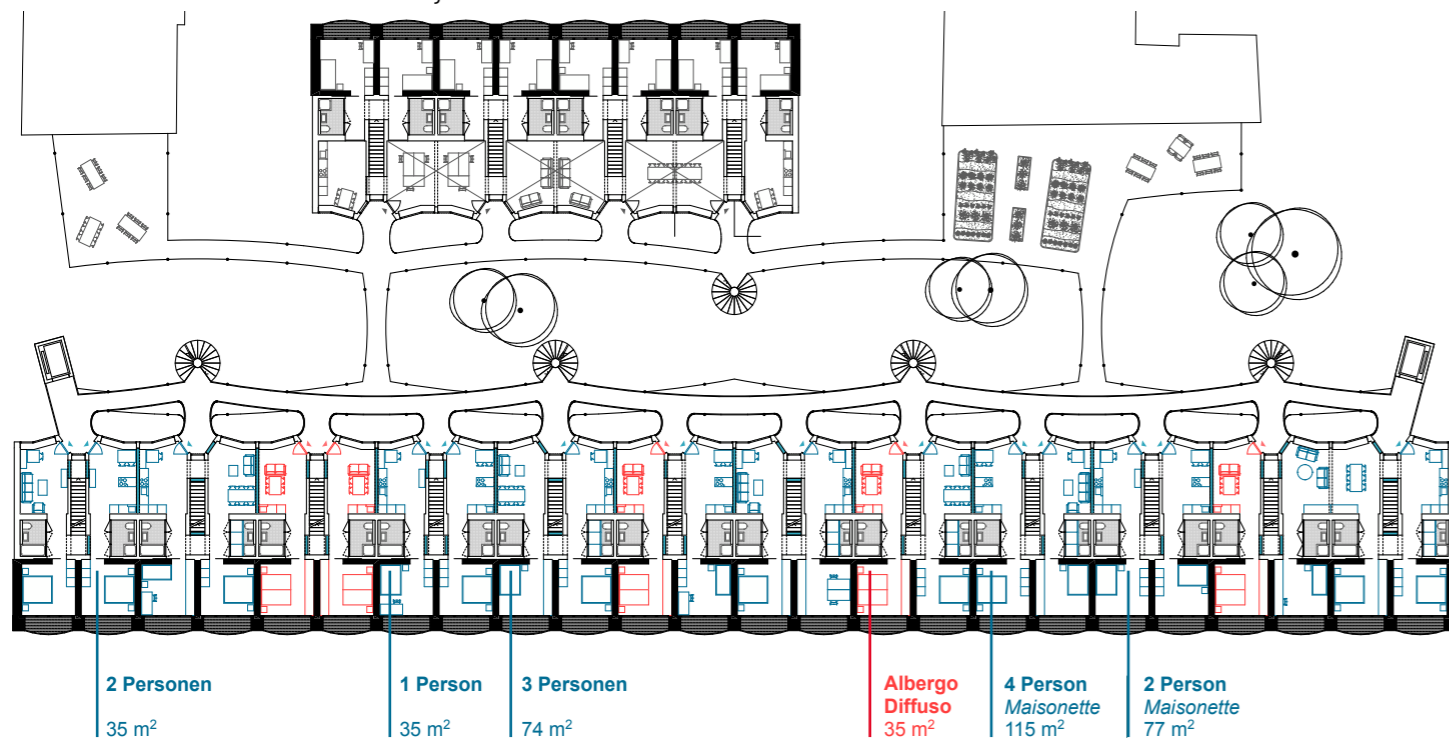 2 Personen
35 m²
1 Person
35 m²
3 Personen
74 m²
Albergo
Diffuso
35 m²
4 Person
Maisonette
115 m²
2 Person
Maisonette
77 m²